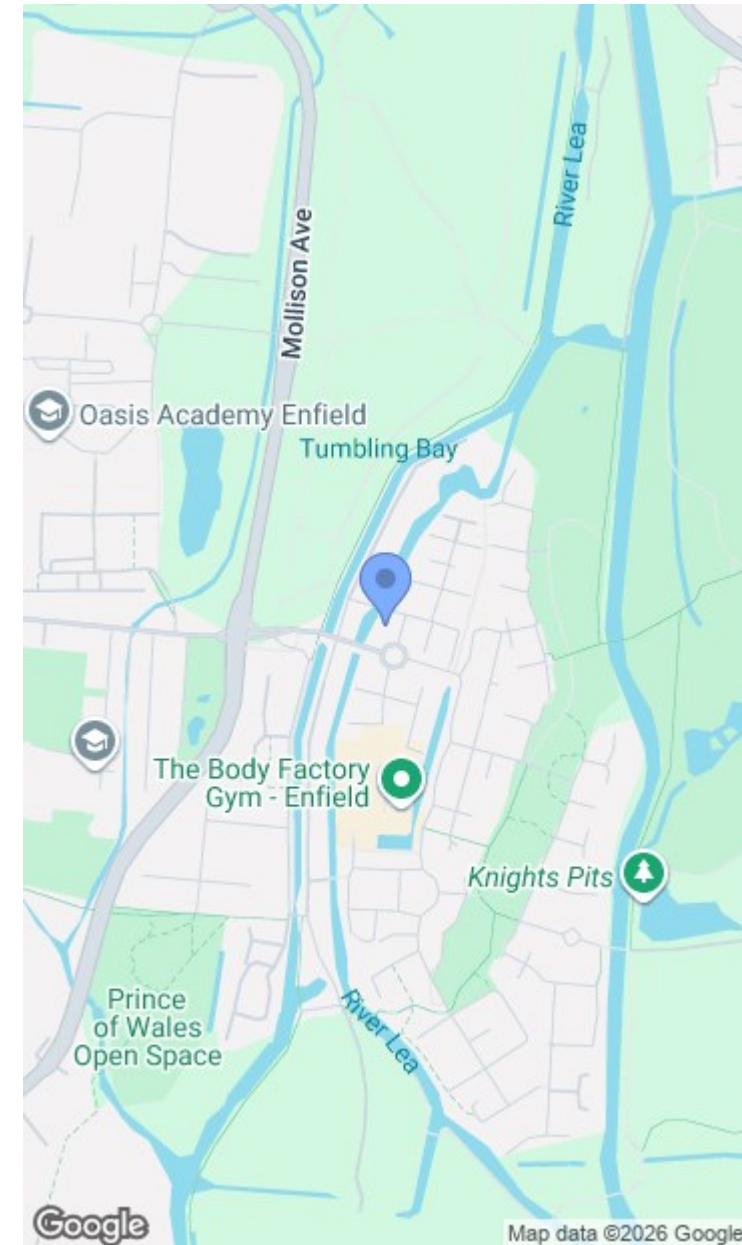 River Lea
Mollison Ave
Oasis Academy Enfield
Tumbling Bay
The Body Factory
Gym - Enfield
Knights Pits
Prince
of Wales
Open Space
River Lea
Google
Map data ©2026 Google